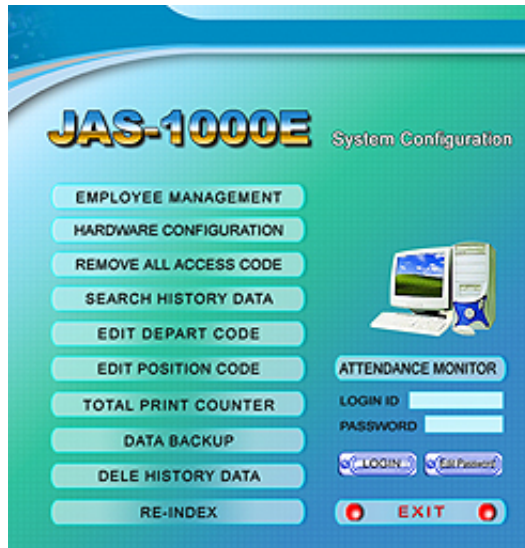 JAS-1000E System Configuration
EMPLOYEE MANAGEMENT
HARDWARE CONFIGURATION
REMOVE ALL ACCESS CODE
SEARCH HISTORY DATA
EDIT DEPART CODE
EDIT POSITION CODE
TOTAL PRINT COUNTER
DATA BACKUP
DELE HISTORY DATA
RE-INDEX
ATTENDANCE MONITOR
LOGIN ID
PASSWORD
LOGIN Edit Password
EXIT